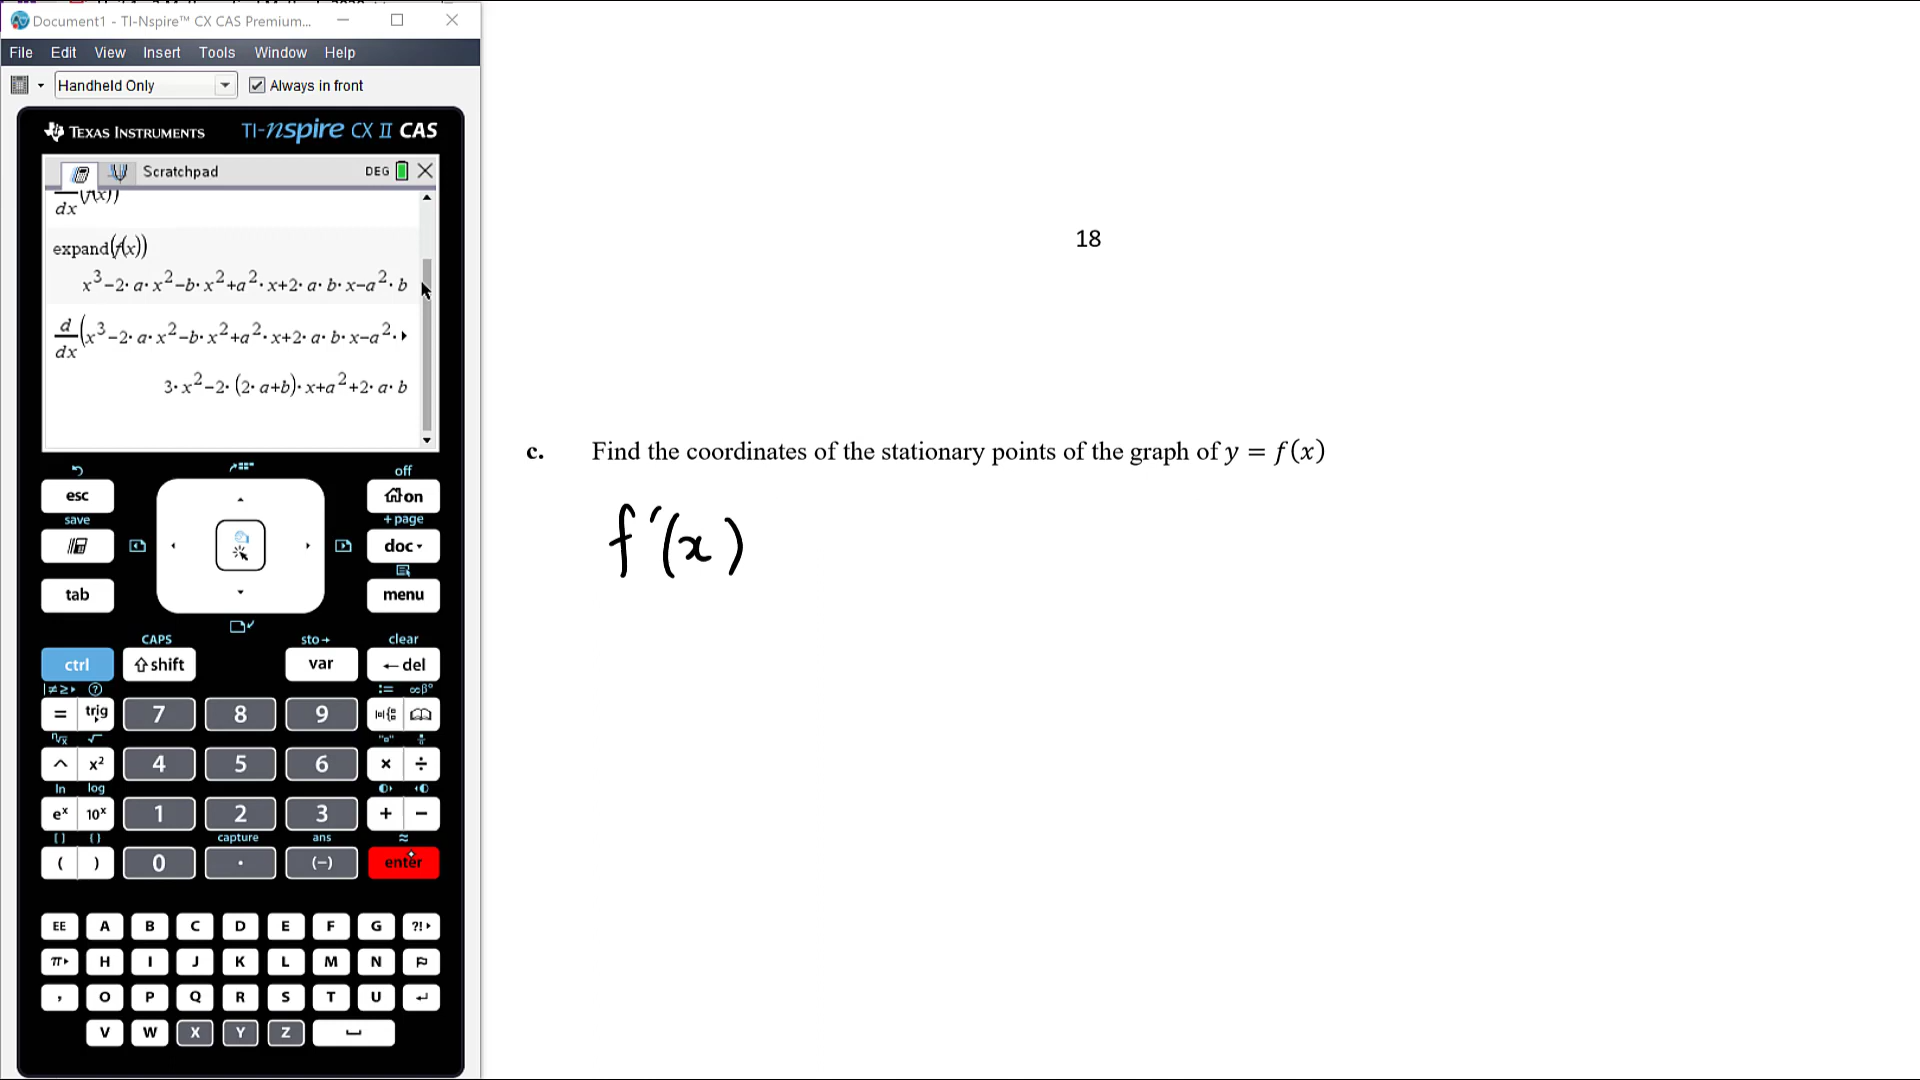 Document1 - TI-Nspire™ CX CAS Premium...
File Edit View Insert Tools Window Help
Handheld Only
Always in front
TEXAS INSTRUMENTS TI-nspire CX II CAS
Scratchpad DEG
dx (f(x))
expand(f(x))
x³-2·a·x²-b·x²+a²·x+2·a·b·x-a²·b
d/dx(x³-2·a·x²-b·x²+a²·x+2·a·b·x-a²·▸
3·x²-2·(2·a+b)·x+a²+2·a·b
18
c. Find the coordinates of the stationary points of the graph of y = f(x)
f′(x)
off
esc on
save + page
doc▾
tab menu
CAPS sto→ clear
ctrl ⇧shift var ←del
|≠≥▸ ? := ∞β°
= trig 7 8 9
ⁿ√x √
^ x² 4 5 6 × ÷
ln log
eˣ 10ˣ 1 2 3 + −
[ ] { } capture ans ≈
( ) 0 . (−) enter
EE A B C D E F G ?!▸
π▸ H I J K L M N
, O P Q R S T U ↵
V W X Y Z